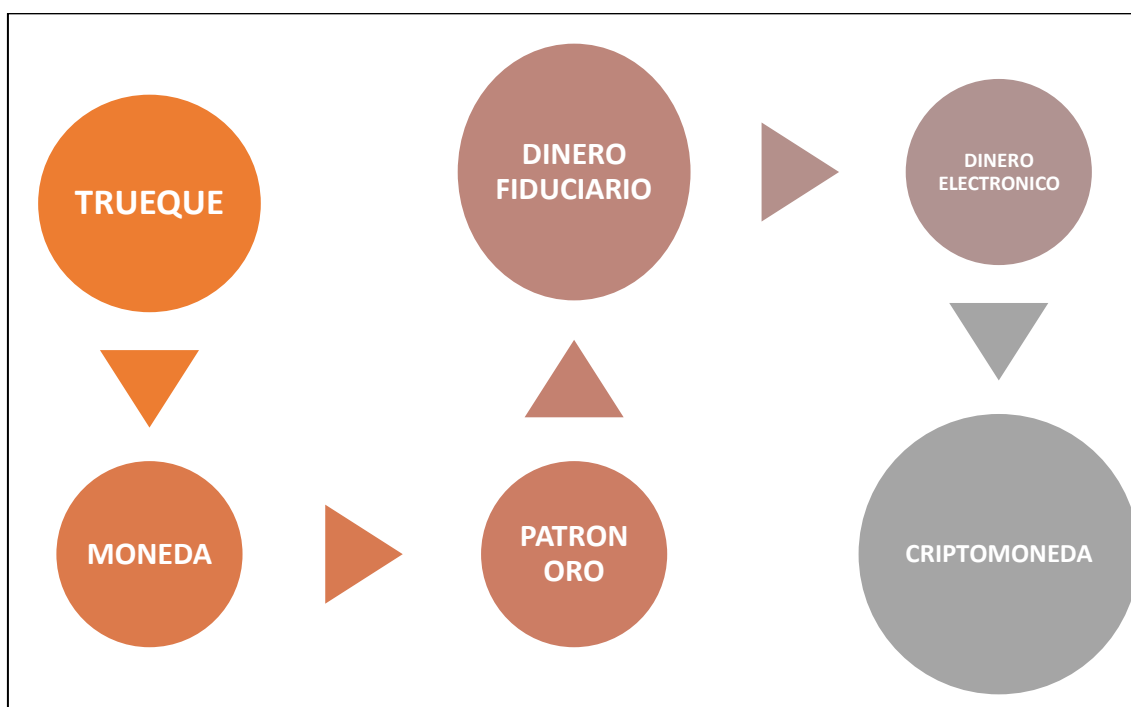 TRUEQUE
MONEDA
PATRON
ORO
DINERO
FIDUCIARIO
DINERO
ELECTRONICO
CRIPTOMONEDA